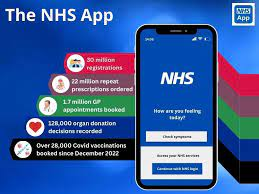 The NHS App
NHS
App
30 million
registrations
22 million repeat
prescriptions ordered
1.7 million GP
appointments booked
128,000 organ donation
decisions recorded
Over 28,000 Covid vaccinations
booked since December 2022
NHS
How are you feeling
today?
Check symptoms
Access your NHS services
Continue with NHS login